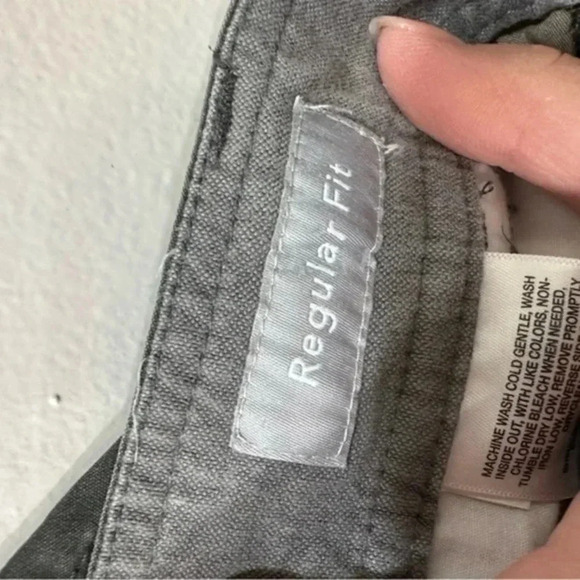 Regular Fit
MACHINE WASH COLD GENTLE, WASH
INSIDE OUT, WITH LIKE COLORS, NON-
CHLORINE BLEACH WHEN NEEDED,
TUMBLE DRY LOW, REMOVE PROMPTLY
IRON LOW, REVERSE